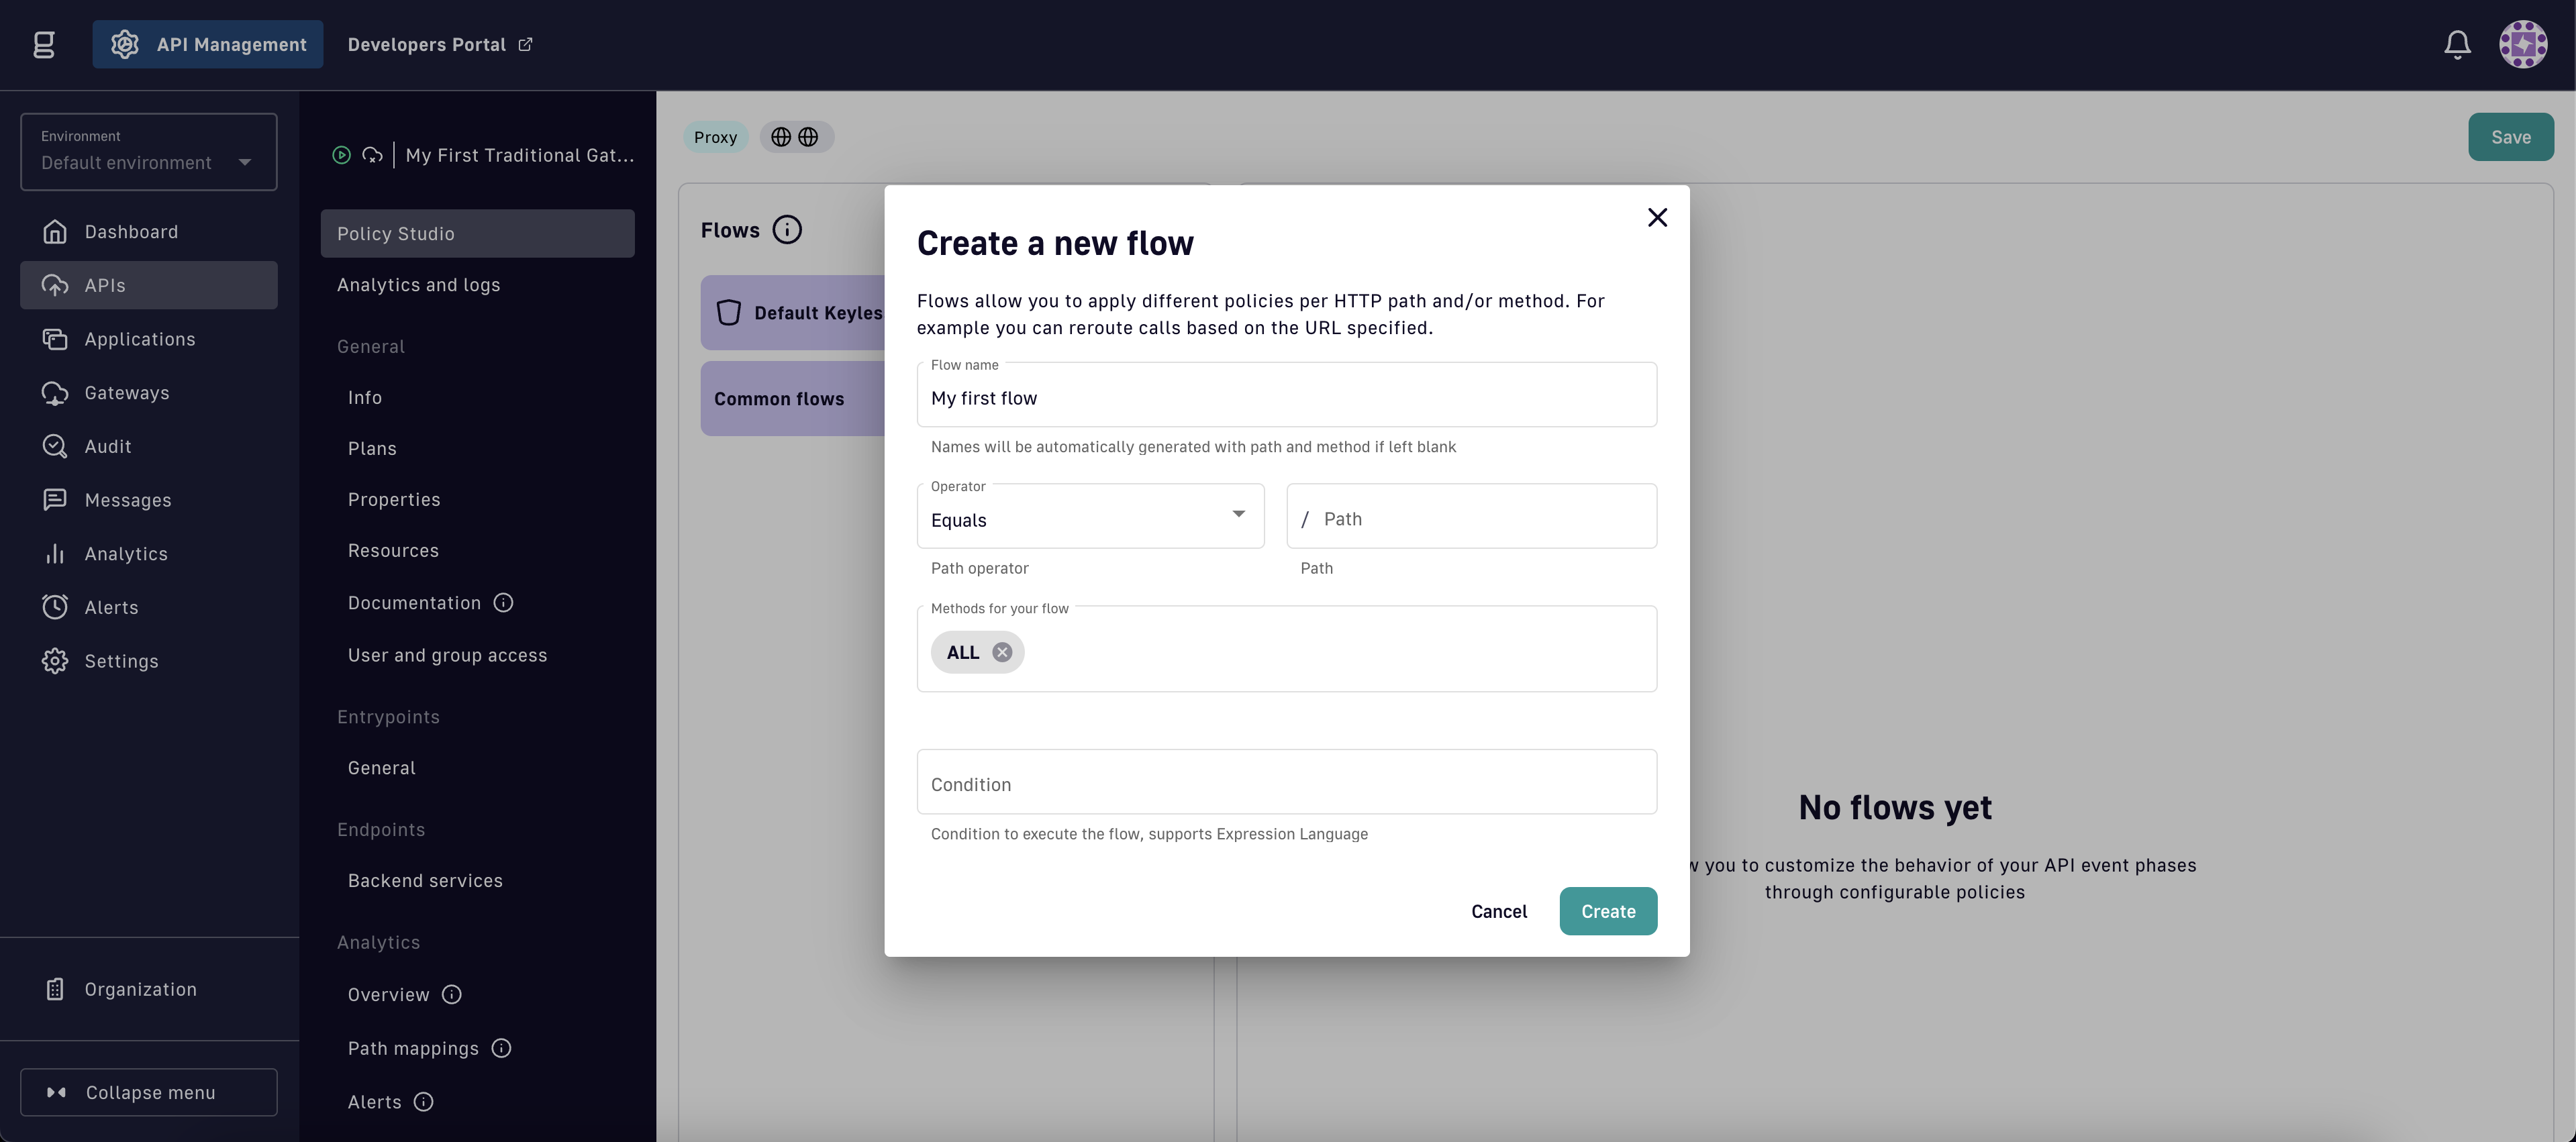 g
API Management
Developers Portal
Environment
Default environment
Dashboard
APIs
Applications
Gateways
Audit
Messages
Analytics
Alerts
Settings
Organization
Collapse menu
My First Traditional Gat...
Policy Studio
Analytics and logs
General
Info
Plans
Properties
Resources
Documentation
User and group access
Entrypoints
General
Endpoints
Backend services
Analytics
Overview
Path mappings
Alerts
Proxy
Save
Flows
Default Keyles
Common flows
Create a new flow
Flows allow you to apply different policies per HTTP path and/or method. For
example you can reroute calls based on the URL specified.
Flow name
My first flow
Names will be automatically generated with path and method if left blank
Operator
Equals
/ Path
Path operator
Path
Methods for your flow
ALL
Condition
Condition to execute the flow, supports Expression Language
Cancel
Create
No flows yet
you to customize the behavior of your API event phases
through configurable policies